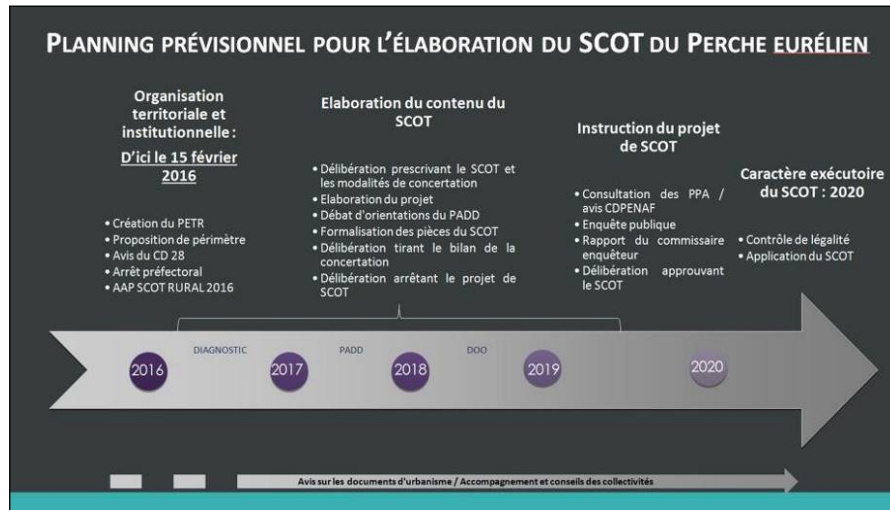 PLANNING PRÉVISIONNEL POUR L'ÉLABORATION DU SCOT DU PERCHE EURÉLIEN
Organisation
territoriale et
institutionnelle :
D'ici le 15 février
2016
• Création du PETR
• Proposition de périmètre
• Avis du CD 28
• Arrêt préfectoral
• AAP SCOT RURAL 2016
Elaboration du contenu du
SCOT
• Délibération prescrivant le SCOT et
les modalités de concertation
• Elaboration du projet
• Débat d'orientations du PADD
• Formalisation des pièces du SCOT
• Délibération tirant le bilan de la
concertation
• Délibération arrêtant le projet de
SCOT
Instruction du projet
de SCOT
• Consultation des PPA /
avis CDPENAF
• Enquête publique
• Rapport du commissaire
enquêteur
• Délibération approuvant
le SCOT
Caractère exécutoire
du SCOT : 2020
• Contrôle de légalité
• Application du SCOT
2016
DIAGNOSTIC
2017
PADD
2018
DOO
2019
2020
Avis sur les documents d'urbanisme / Accompagnement et conseils des collectivités